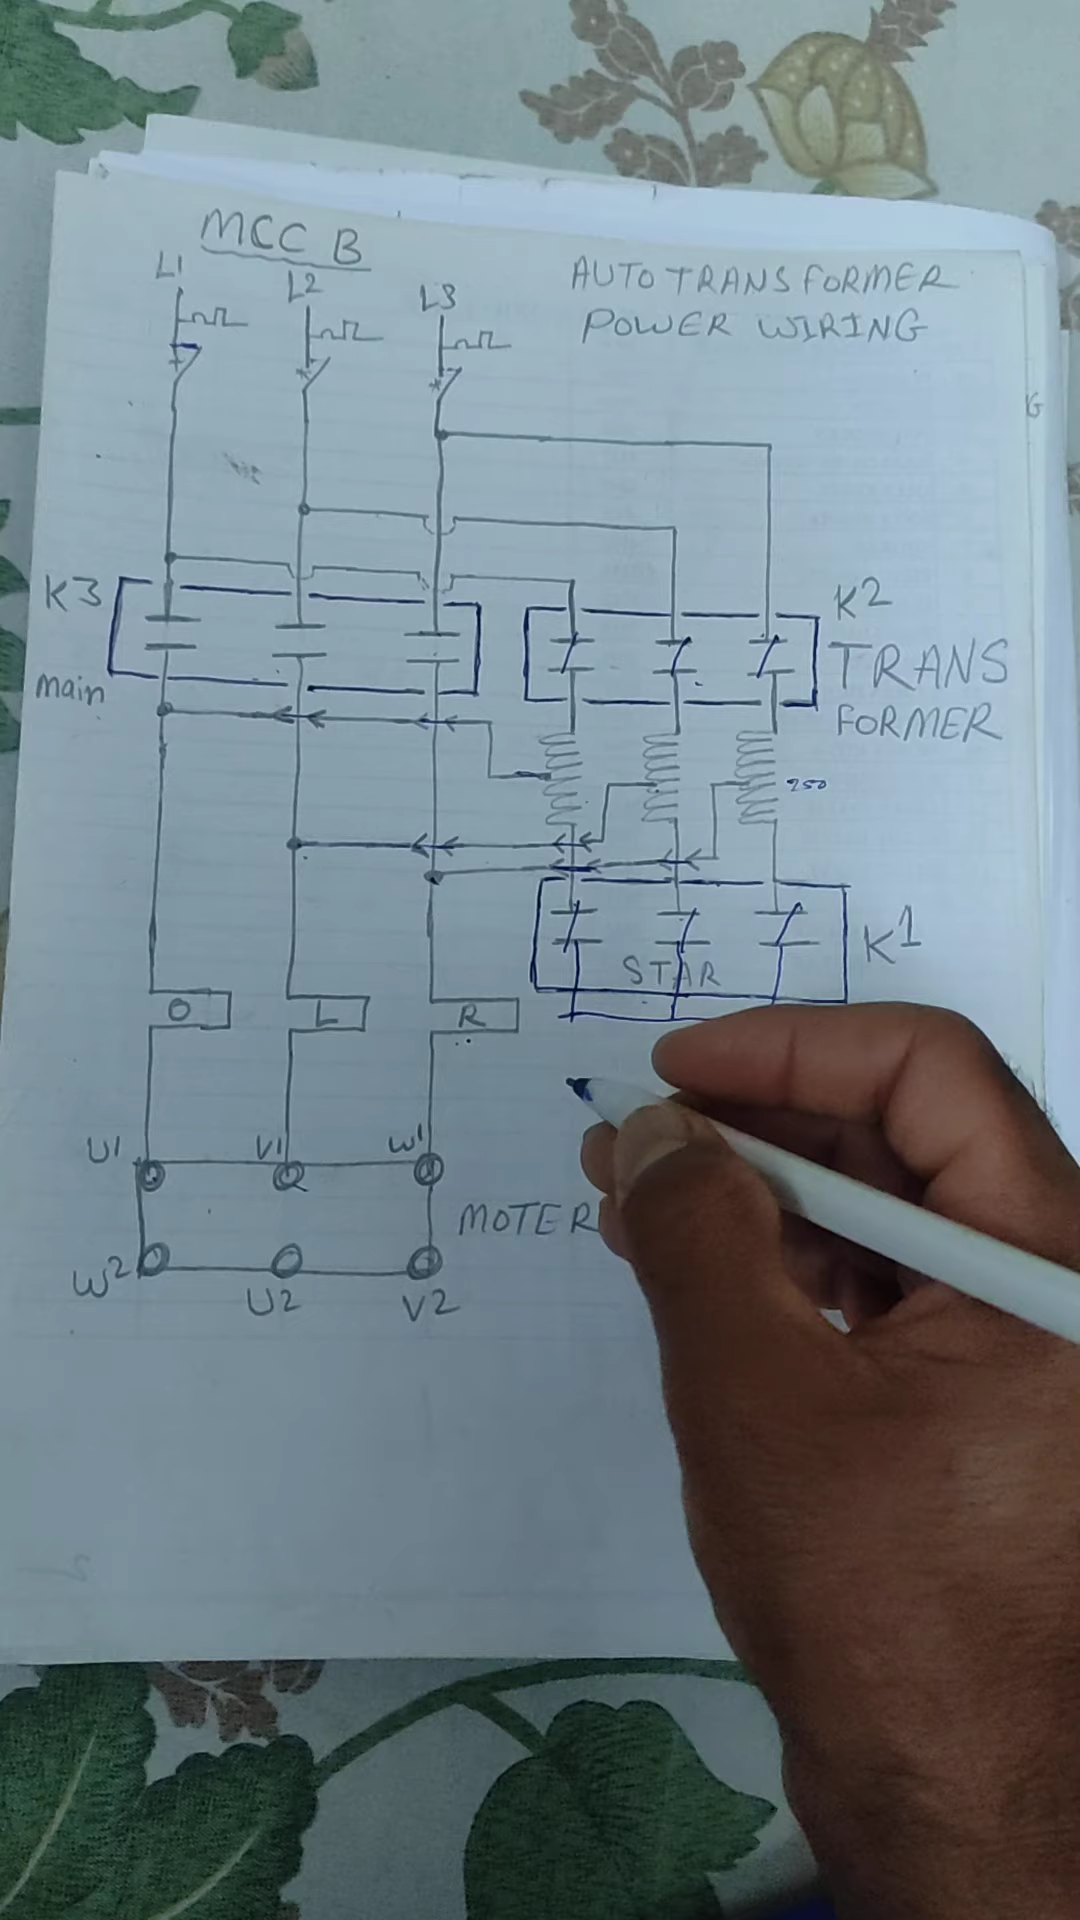 MCC B
L1
L2
L3
AUTO TRANSFORMER
POWER WIRING
G
K3
main
K2
TRANS
FORMER
250
K1
STAR
O
L
R
U1
V1
W1
MOTER
W2
U2
V2